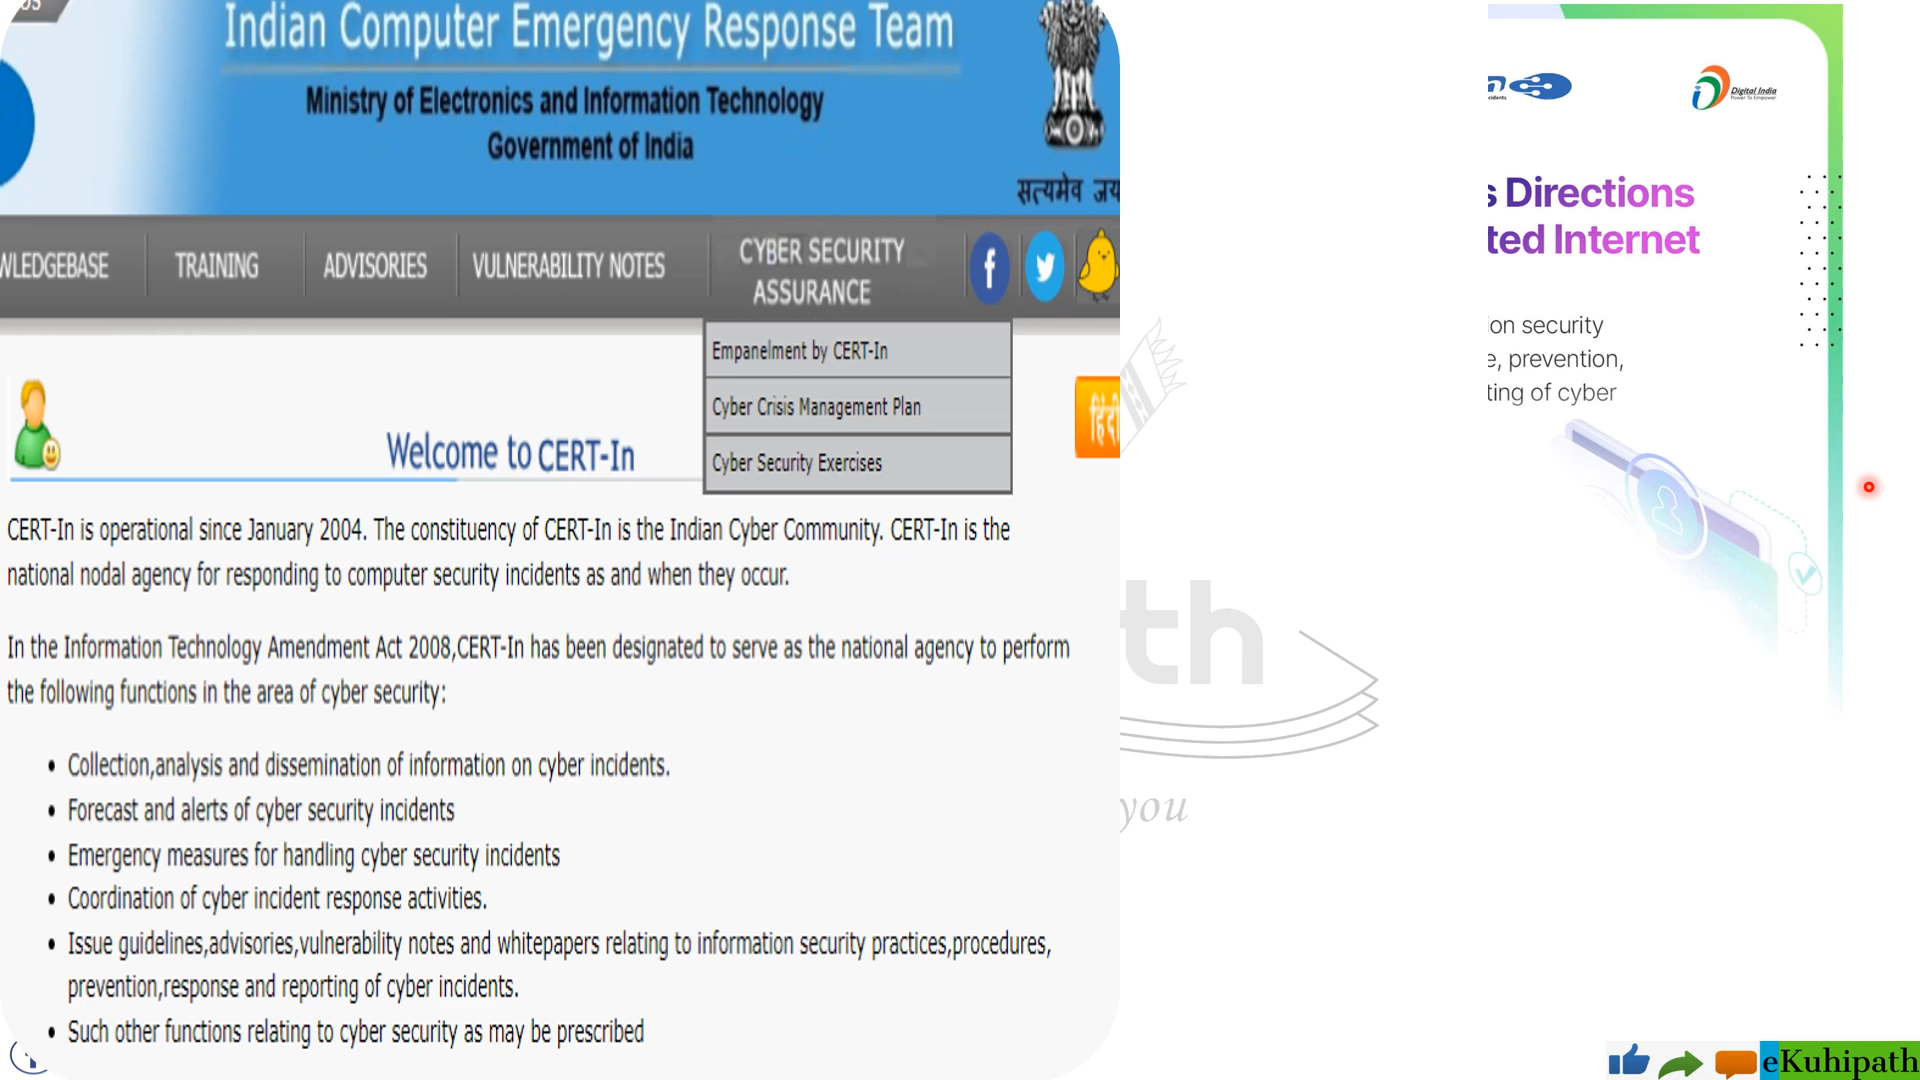 Indian Computer Emergency Response Team
Ministry of Electronics and Information Technology
Government of India
सत्यमेव जय
WLEDGEBASE
TRAINING
ADVISORIES
VULNERABILITY NOTES
CYBER SECURITY
ASSURANCE
Empanelment by CERT-In
Cyber Crisis Management Plan
Cyber Security Exercises
हिंदी
Welcome to CERT-In
CERT-In is operational since January 2004. The constituency of CERT-In is the Indian Cyber Community. CERT-In is the
national nodal agency for responding to computer security incidents as and when they occur.
In the Information Technology Amendment Act 2008,CERT-In has been designated to serve as the national agency to perform
the following functions in the area of cyber security:
• Collection,analysis and dissemination of information on cyber incidents.
• Forecast and alerts of cyber security incidents
• Emergency measures for handling cyber security incidents
• Coordination of cyber incident response activities.
• Issue guidelines,advisories,vulnerability notes and whitepapers relating to information security practices,procedures,
prevention,response and reporting of cyber incidents.
• Such other functions relating to cyber security as may be prescribed
n
cidents
Digital India
Power To Empower
s Directions
ted Internet
ion security
e, prevention,
ting of cyber
th
you
eKuhipath